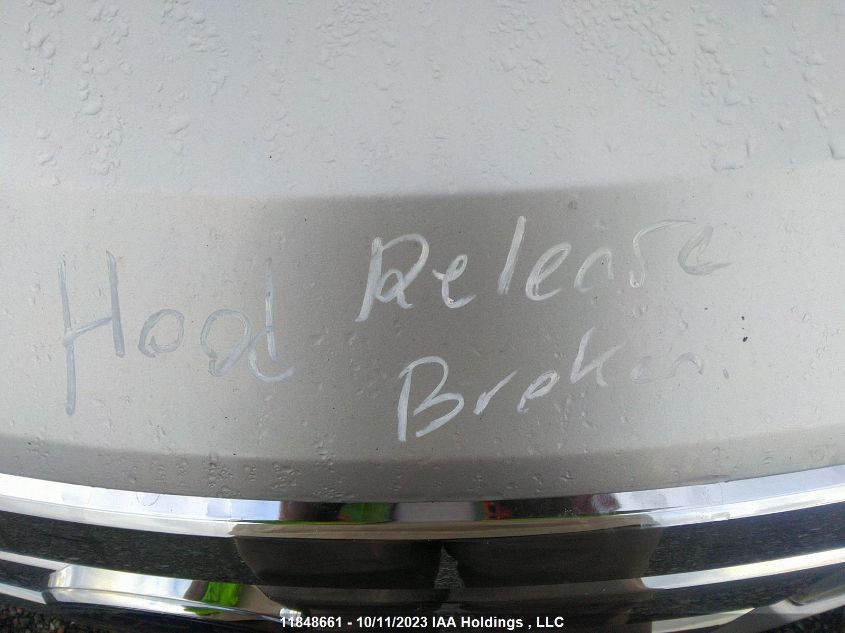 Hood Release
Broken.
11848661 - 10/11/2023 IAA Holdings , LLC